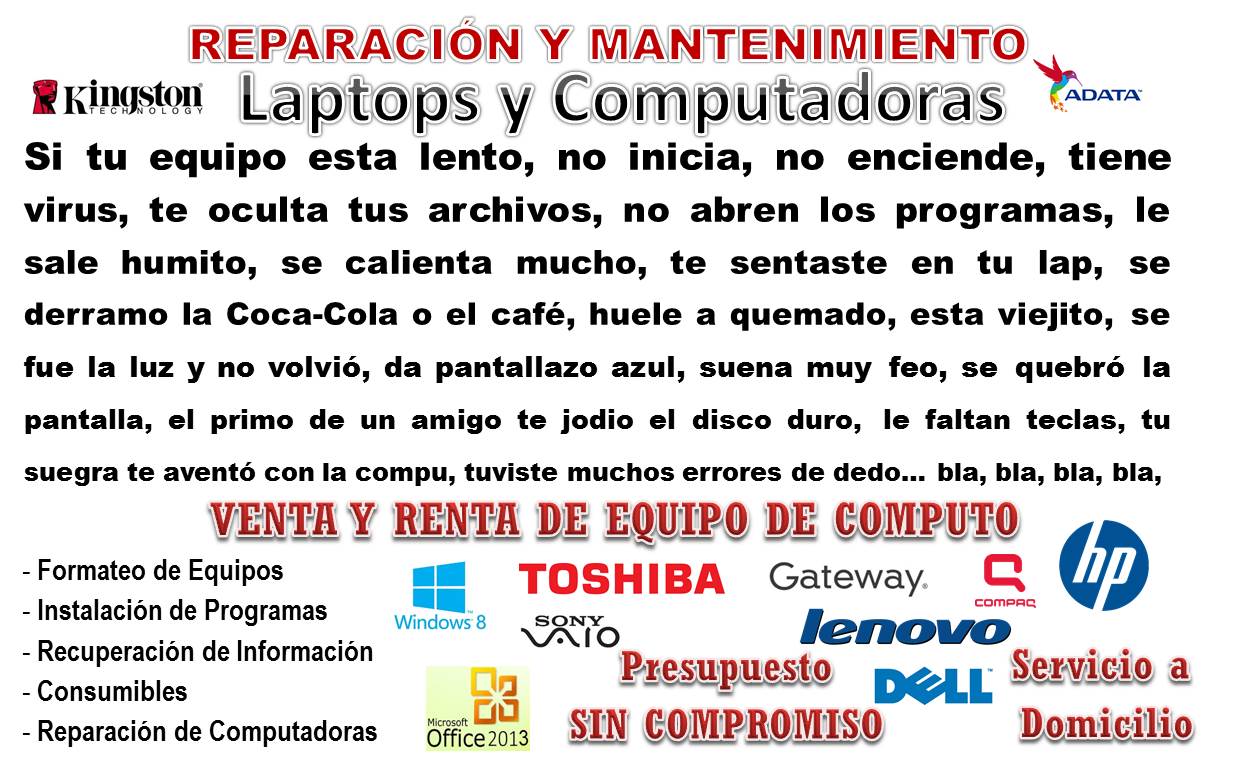 REPARACIÓN Y MANTENIMIENTO
Kingston
TECHNOLOGY
Laptops y Computadoras
ADATA™
Si tu equipo esta lento, no inicia, no enciende, tiene
virus, te oculta tus archivos, no abren los programas, le
sale humito, se calienta mucho, te sentaste en tu lap, se
derramo la Coca-Cola o el café, huele a quemado, esta viejito, se
fue la luz y no volvió, da pantallazo azul, suena muy feo, se quebró la
pantalla, el primo de un amigo te jodio el disco duro, le faltan teclas, tu
suegra te aventó con la compu, tuviste muchos errores de dedo... bla, bla, bla, bla,
VENTA Y RENTA DE EQUIPO DE COMPUTO
- Formateo de Equipos
- Instalación de Programas
- Recuperación de Información
- Consumibles
- Reparación de Computadoras
Windows 8
TOSHIBA
Gateway®
COMPAQ
hp
SONY
VAIO
lenovo
Microsoft
Office 2013
Presupuesto
SIN COMPROMISO
DELL™
Servicio a
Domicilio